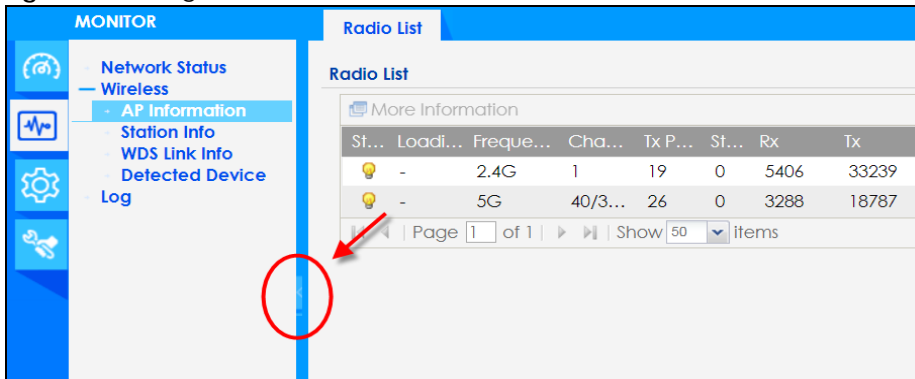 MONITOR
Network Status
Wireless
AP Information
Station Info
WDS Link Info
Detected Device
Log
Radio List
Radio List
More Information
St... Loadi... Freque... Cha... Tx P... St... Rx Tx
- 2.4G 1 19 0 5406 33239
- 5G 40/3... 26 0 3288 18787
Page 1 of 1 Show 50 items